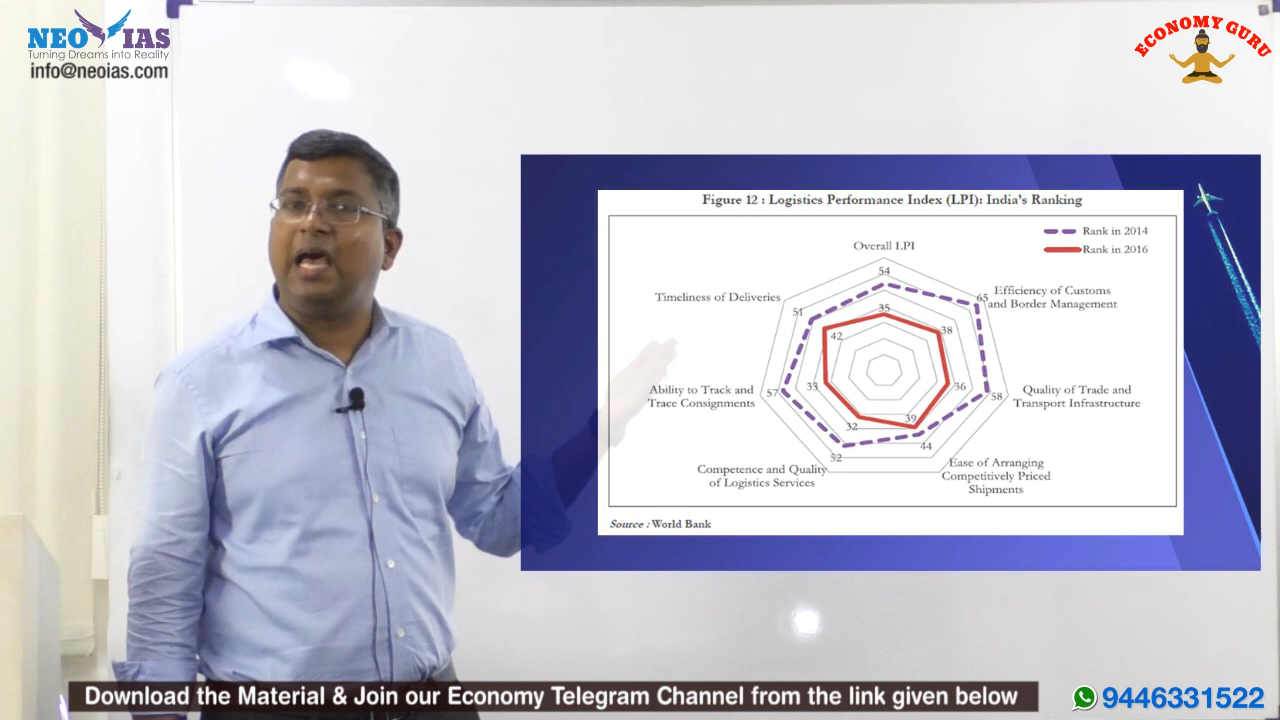 NEO IAS
Turning Dreams into Reality
info@neoias.com
ECONOMY GURU
Figure 12 : Logistics Performance Index (LPI): India's Ranking
Rank in 2014
Rank in 2016
Overall LPI
54
35
Efficiency of Customs
and Border Management
65
38
Quality of Trade and
Transport Infrastructure
58
36
Ease of Arranging
Competitively Priced
Shipments
44
39
Competence and Quality
of Logistics Services
52
32
Ability to Track and
Trace Consignments
57
33
Timeliness of Deliveries
51
42
Source : World Bank
Download the Material & Join our Economy Telegram Channel from the link given below
9446331522